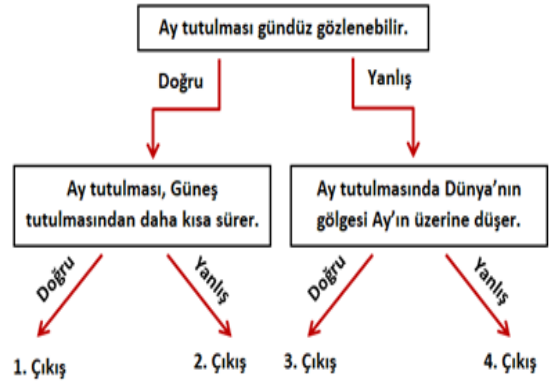 Ay tutulması gündüz gözlenebilir.
Doğru
Yanlış
Ay tutulması, Güneş
tutulmasından daha kısa sürer.
Ay tutulmasında Dünya'nın
gölgesi Ay'ın üzerine düşer.
Doğru
Yanlış
Doğru
Yanlış
1. Çıkış
2. Çıkış
3. Çıkış
4. Çıkış